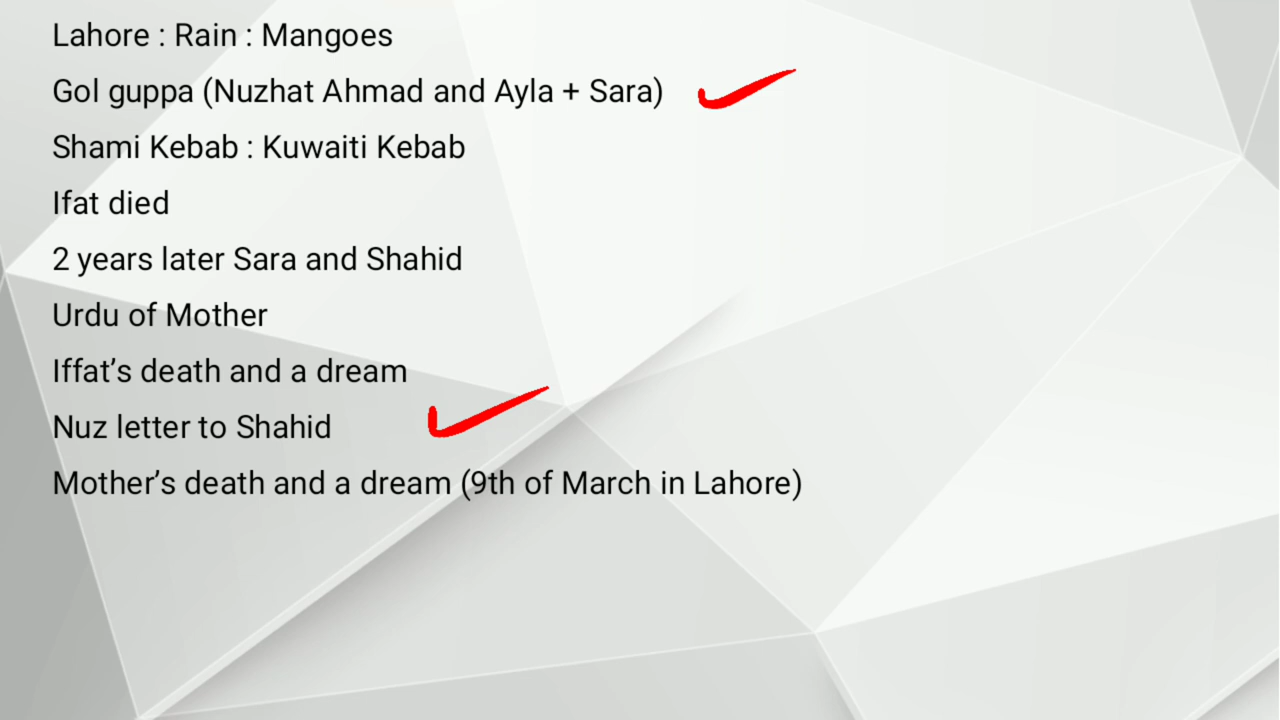 Lahore : Rain : Mangoes
Gol guppa (Nuzhat Ahmad and Ayla + Sara)
Shami Kebab : Kuwaiti Kebab
Ifat died
2 years later Sara and Shahid
Urdu of Mother
Iffat’s death and a dream
Nuz letter to Shahid
Mother’s death and a dream (9th of March in Lahore)